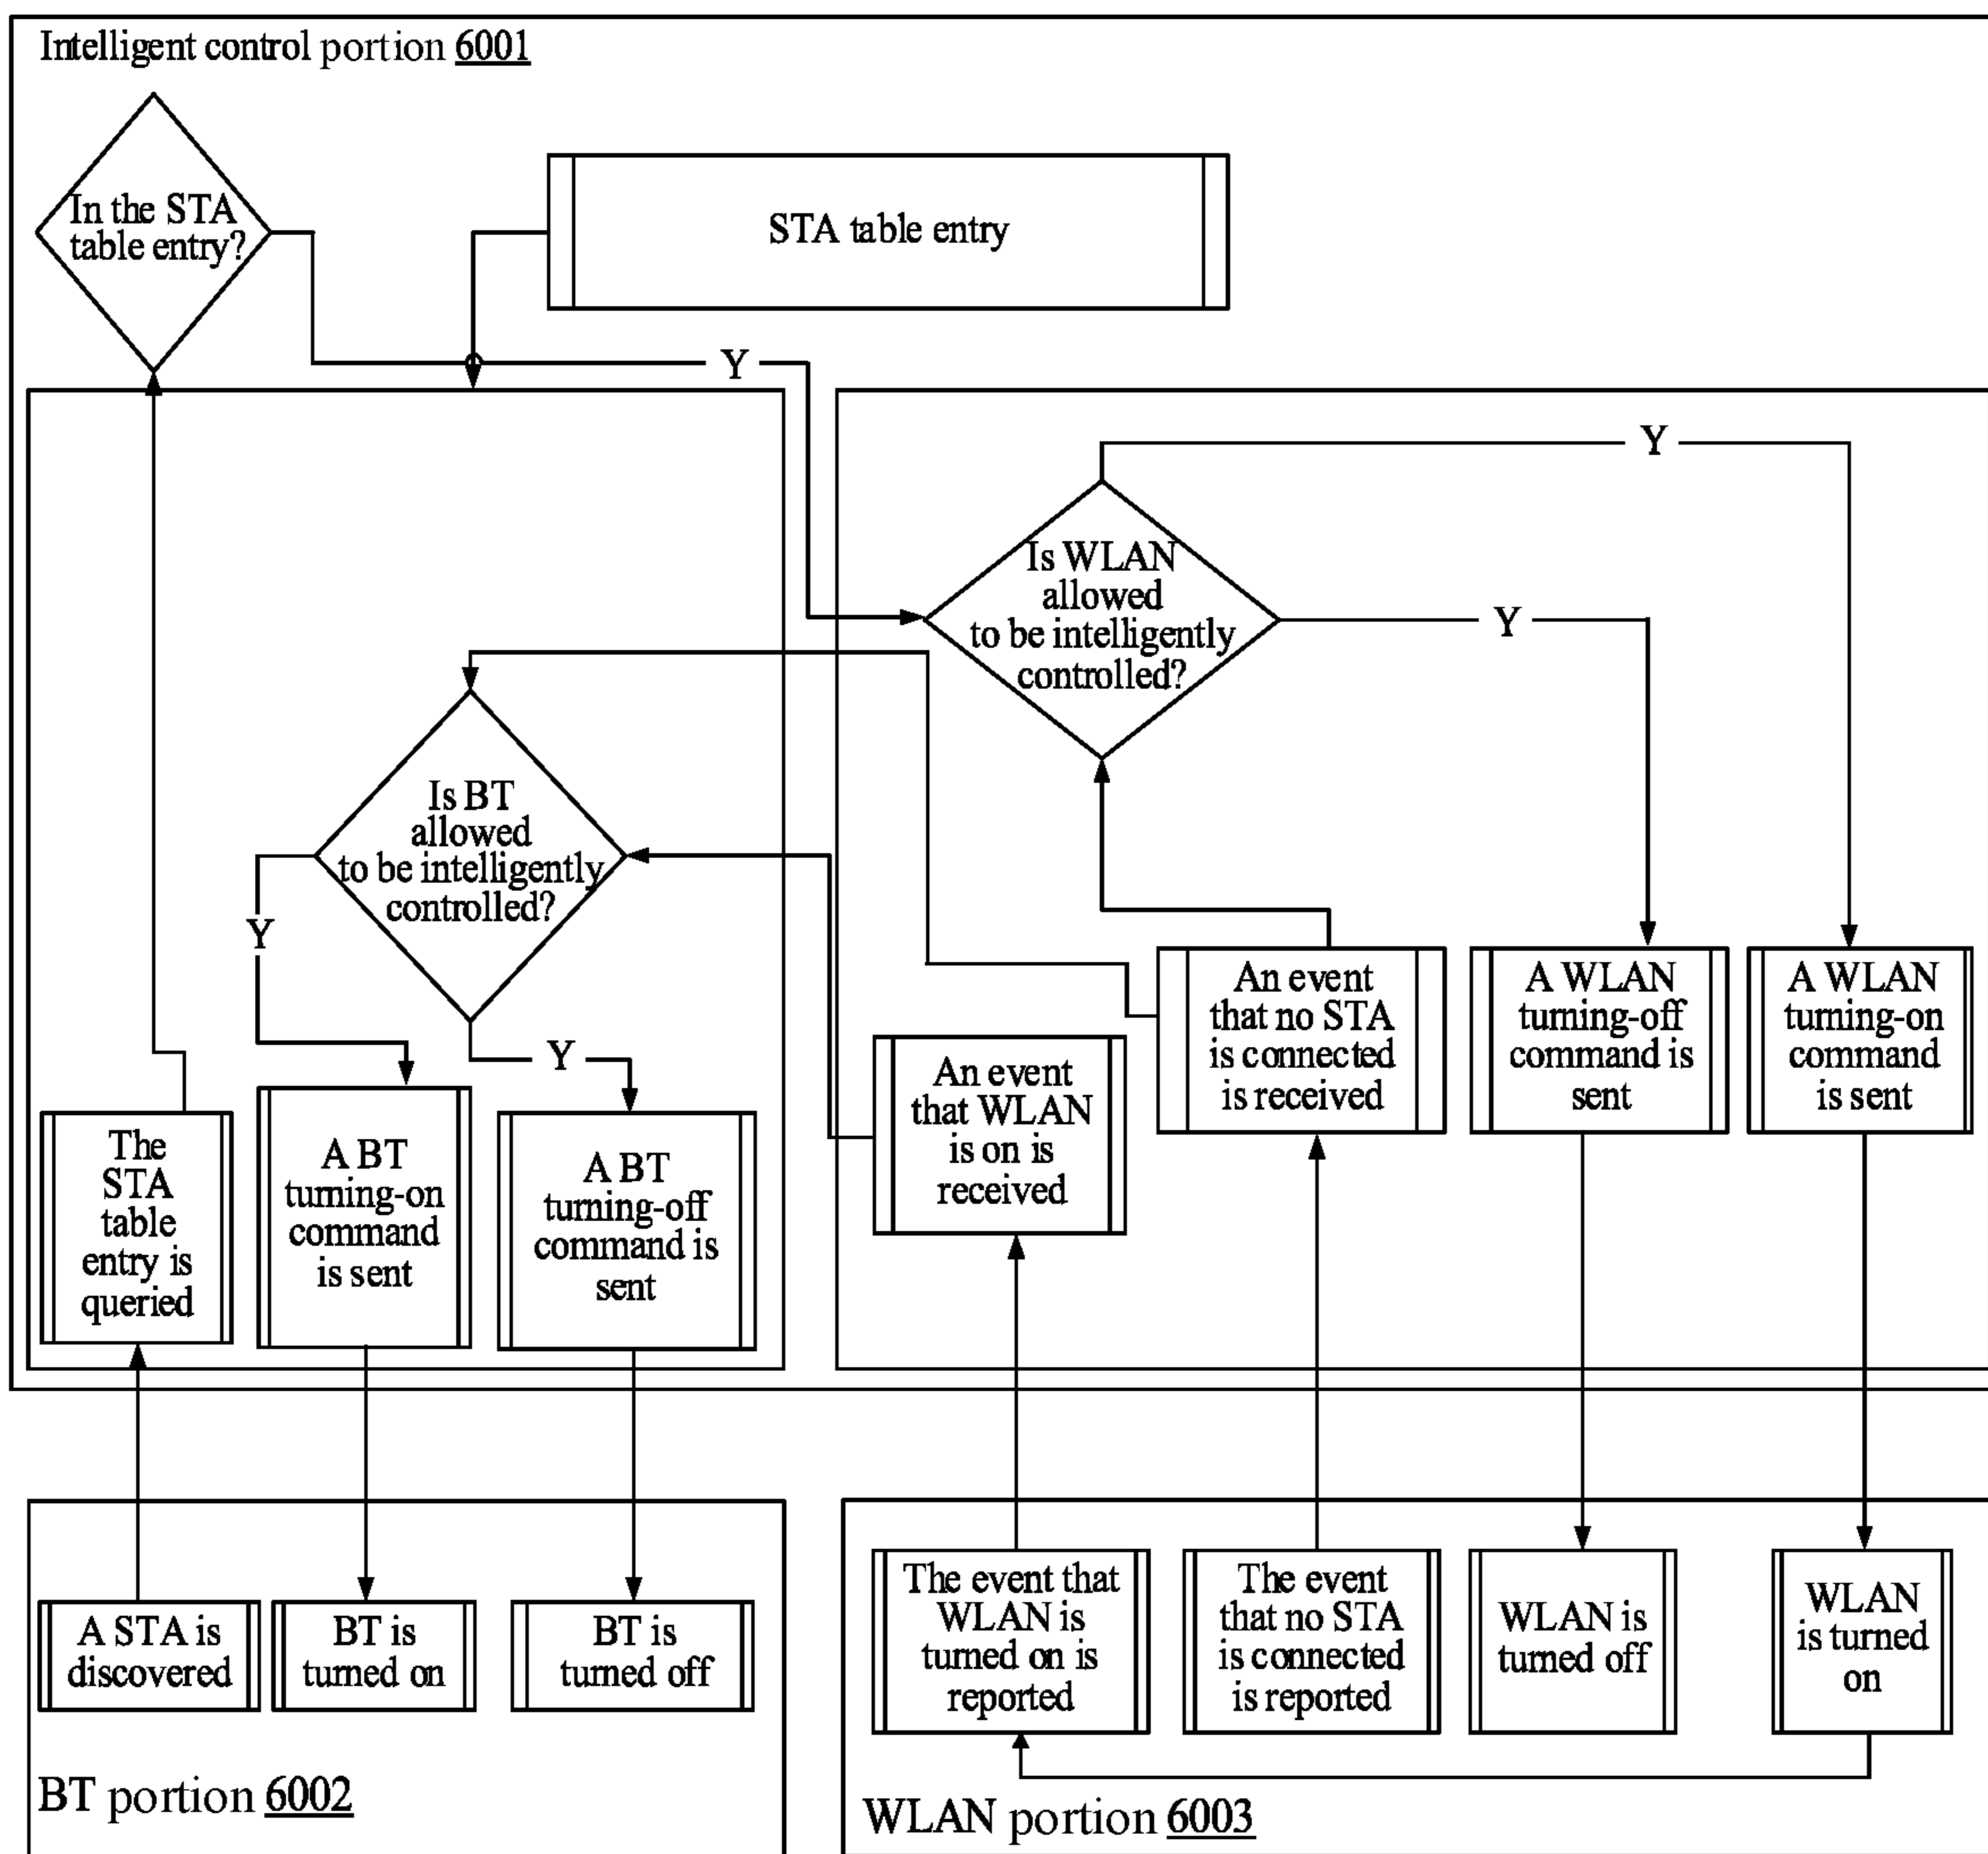 Intelligent control portion 6001
In the STA
table entry?
STA table entry
Y
Y
Is WLAN
allowed
to be intelligently
controlled?
Y
Is BT
allowed
to be intelligently
controlled?
Y
Y
An event
that no STA
is connected
is received
A WLAN
turning-off
command is
sent
A WLAN
turning-on
command
is sent
An event
that WLAN
is on is
received
The
STA
table
entry is
queried
A BT
turning-on
command
is sent
A BT
turning-off
command is
sent
A STA is
discovered
BT is
turned on
BT is
turned off
The event that
WLAN is
turned on is
reported
The event
that no STA
is connected
is reported
WLAN is
turned off
WLAN
is turned
on
BT portion 6002
WLAN portion 6003